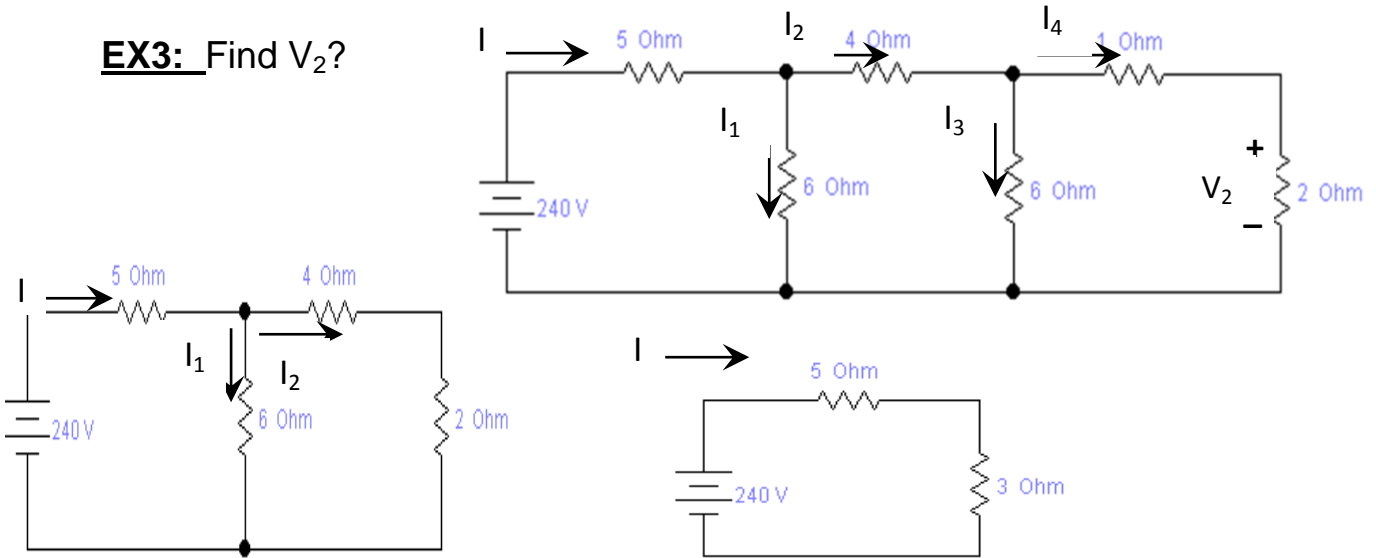 EX3: Find V₂?
I
5 Ohm
I₂
4 Ohm
I₄
1 Ohm
I₁
6 Ohm
I₃
6 Ohm
+
V₂
−
2 Ohm
240 V
I
5 Ohm
4 Ohm
I₁
I₂
6 Ohm
2 Ohm
240 V
I
5 Ohm
3 Ohm
240 V